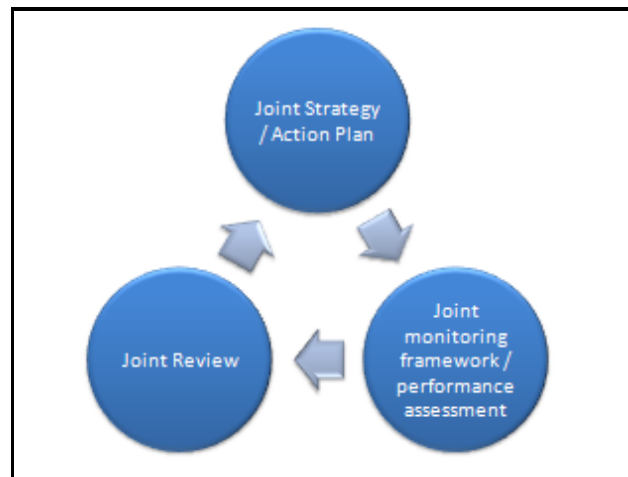 Joint Strategy
/ Action Plan
Joint
monitoring
framework /
performance
assessment
Joint Review